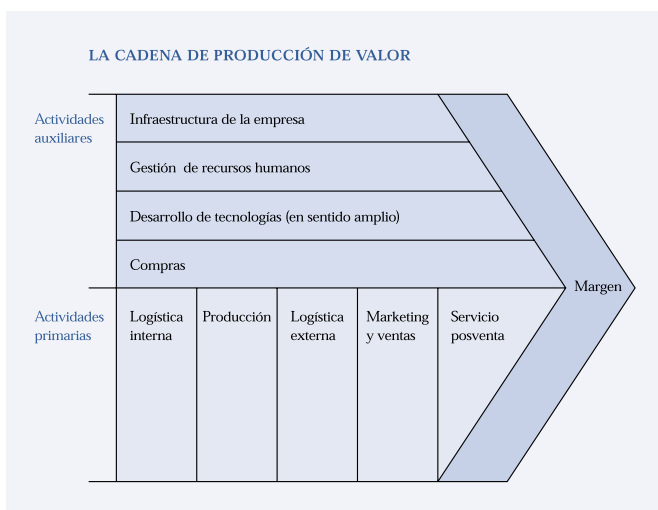 LA CADENA DE PRODUCCIÓN DE VALOR
Actividades
auxiliares
Infraestructura de la empresa
Gestión de recursos humanos
Desarrollo de tecnologías (en sentido amplio)
Compras
Margen
Actividades
primarias
Logística
interna
Producción
Logística
externa
Marketing
y ventas
Servicio
posventa